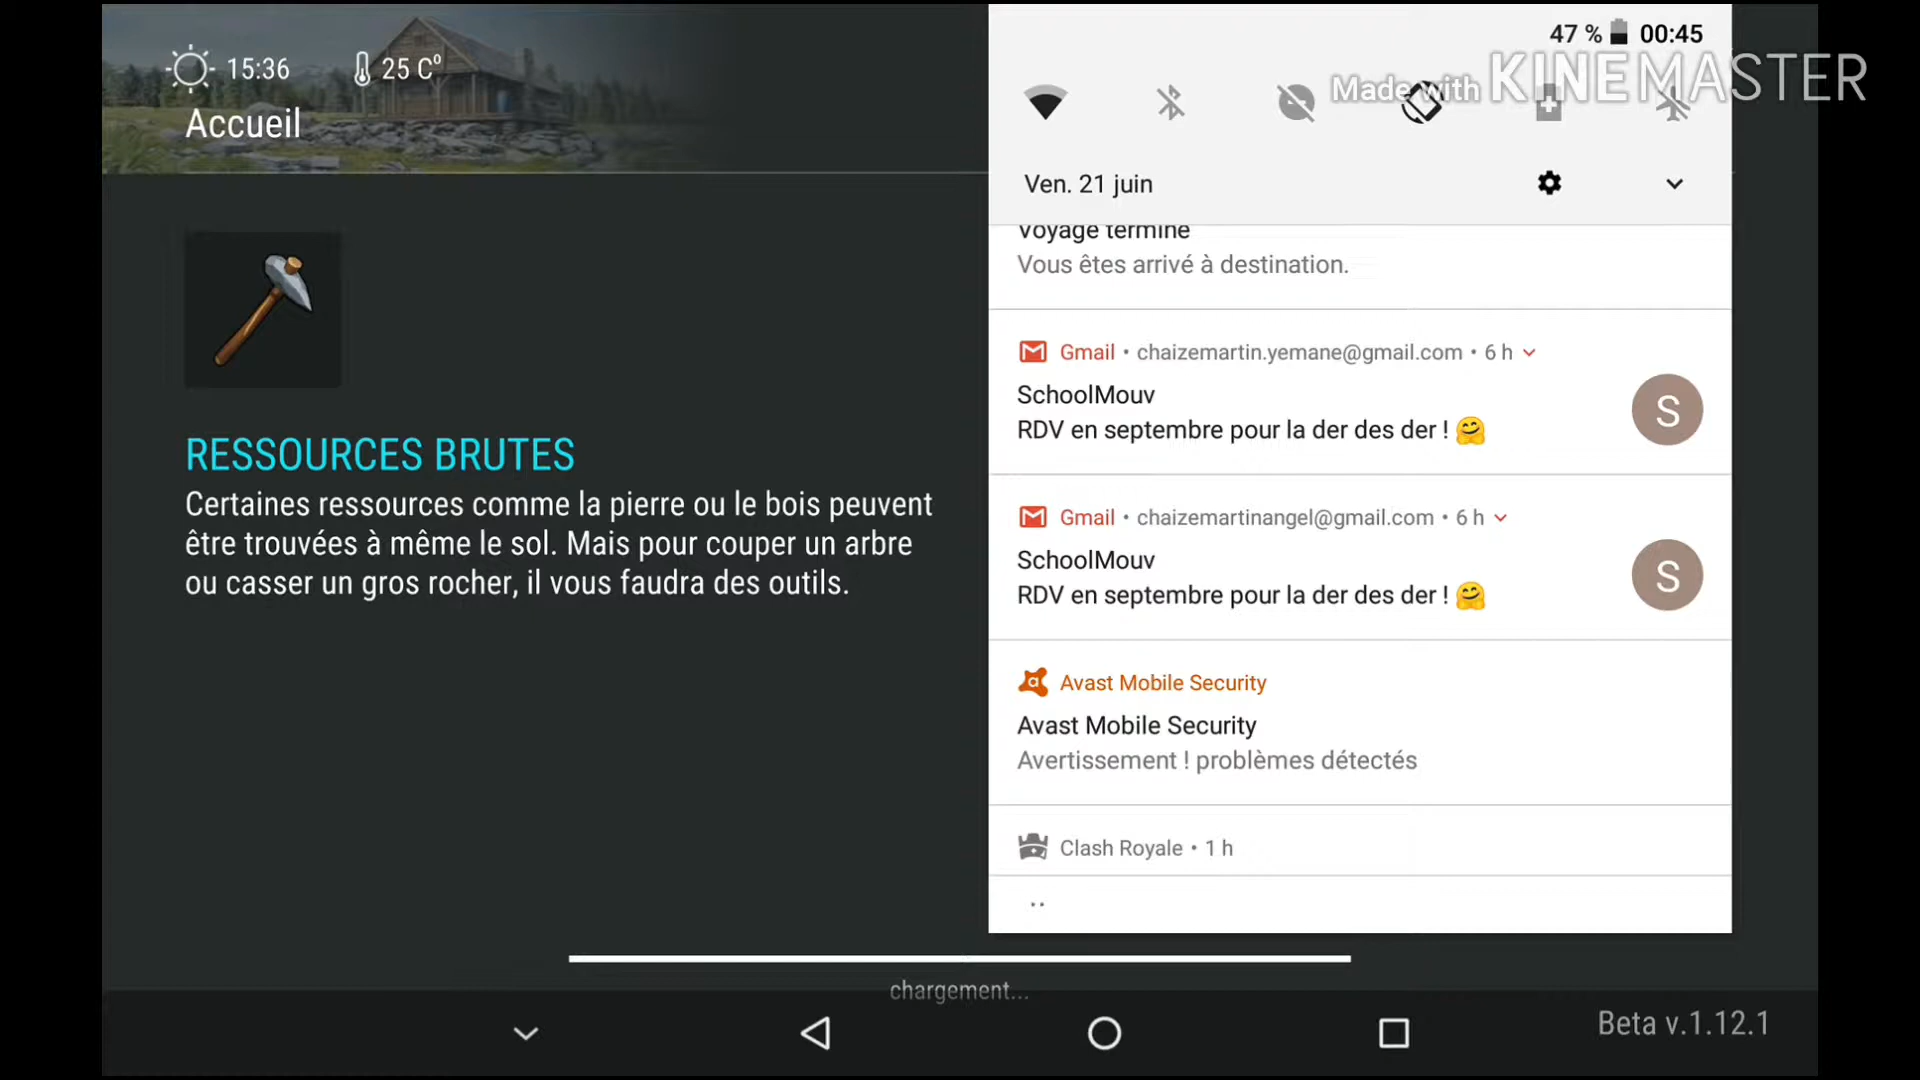 15:36
25 C°
Accueil
RESSOURCES BRUTES
Certaines ressources comme la pierre ou le bois peuvent
être trouvées à même le sol. Mais pour couper un arbre
ou casser un gros rocher, il vous faudra des outils.
47 %
00:45
Made with KINEMASTER
Ven. 21 juin
Voyage terminé
Vous êtes arrivé à destination.
Gmail • chaizemartin.yemane@gmail.com • 6 h
SchoolMouv
RDV en septembre pour la der des der ! 🤗
S
Gmail • chaizemartinangel@gmail.com • 6 h
SchoolMouv
RDV en septembre pour la der des der ! 🤗
S
Avast Mobile Security
Avast Mobile Security
Avertissement ! problèmes détectés
Clash Royale • 1 h
chargement...
Beta v.1.12.1